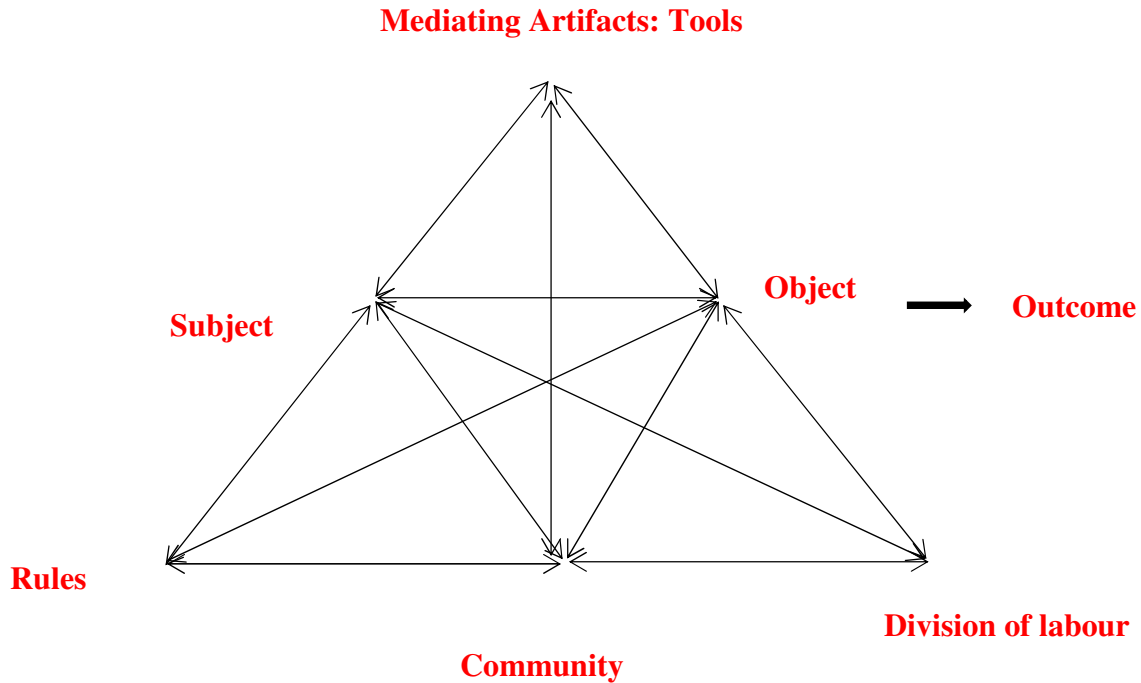 Mediating Artifacts: Tools
Object
Outcome
Subject
Rules
Division of labour
Community